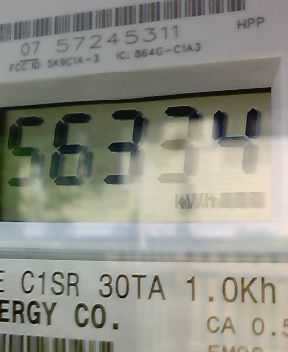 07 57245311
HPP
FCC ID: SK9C1A-3 IC: 864G-C1A3
56334
kWh
E C1SR 30TA 1.0Kh
ERGY CO.
CA 0.5